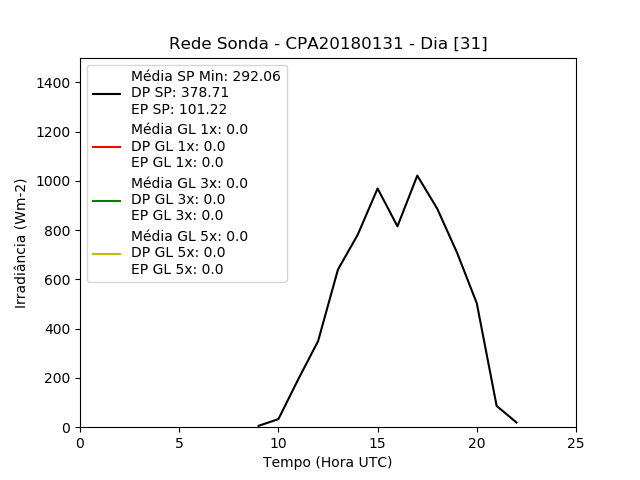 Rede Sonda - CPA20180131 - Dia [31]
Média SP Min: 292.06
DP SP: 378.71
EP SP: 101.22
Média GL 1x: 0.0
DP GL 1x: 0.0
EP GL 1x: 0.0
Média GL 3x: 0.0
DP GL 3x: 0.0
EP GL 3x: 0.0
Média GL 5x: 0.0
DP GL 5x: 0.0
EP GL 5x: 0.0
Irradiância (Wm-2)
1400
1200
1000
800
600
400
200
0
0 5 10 15 20 25
Tempo (Hora UTC)